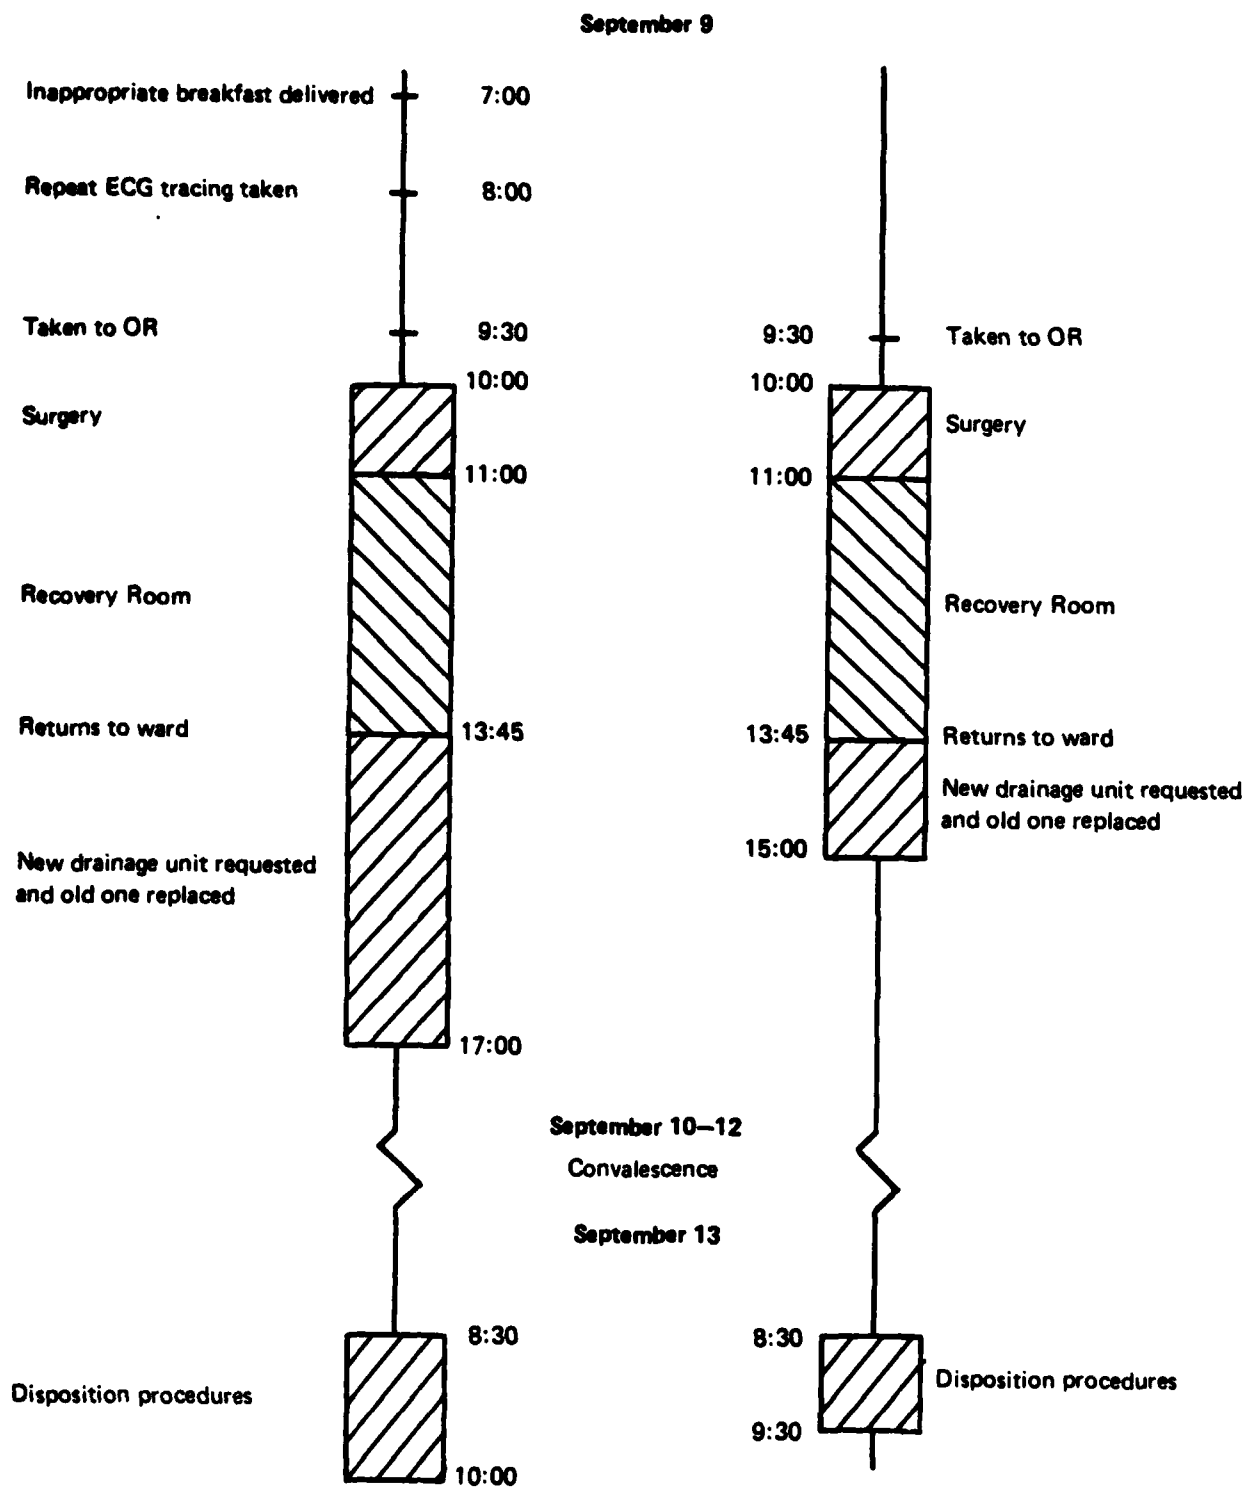 September 9
Inappropriate breakfast delivered
7:00
Repeat ECG tracing taken
8:00
Taken to OR
9:30
9:30
Taken to OR
10:00
10:00
Surgery
Surgery
11:00
11:00
Recovery Room
Recovery Room
Returns to ward
13:45
13:45
Returns to ward
New drainage unit requested
and old one replaced
15:00
New drainage unit requested
and old one replaced
17:00
September 10–12
Convalescence
September 13
8:30
8:30
Disposition procedures
Disposition procedures
9:30
10:00